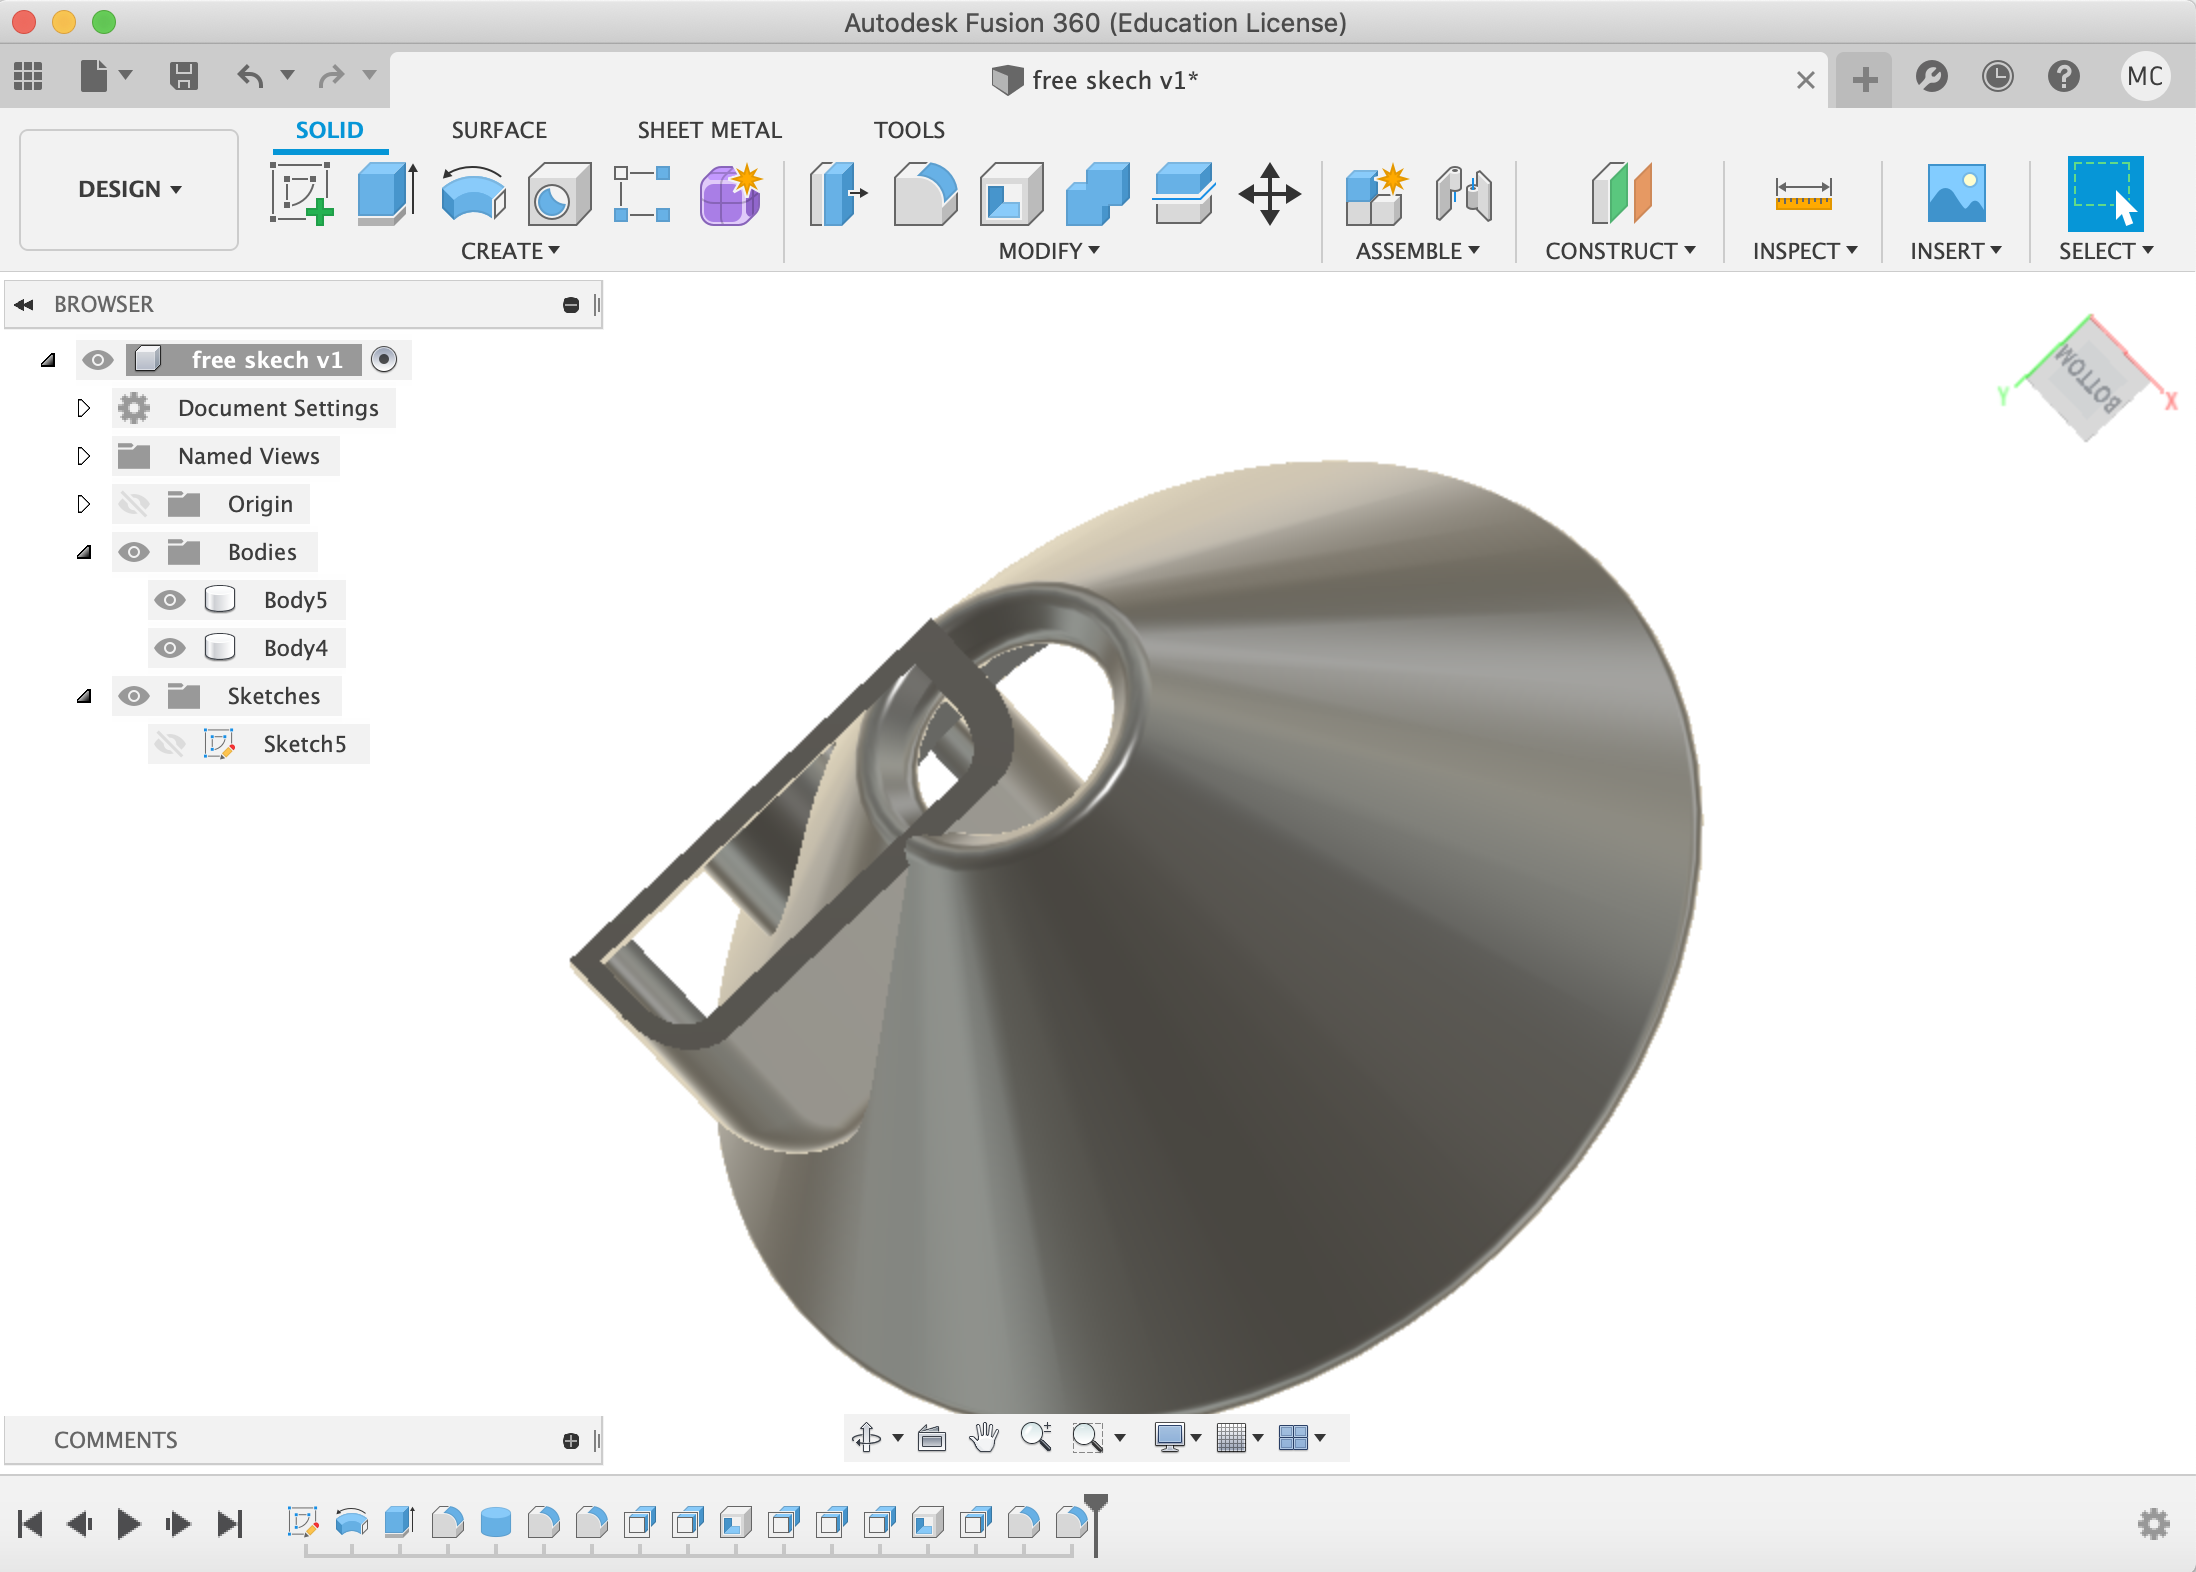 Autodesk Fusion 360 (Education License)
free skech v1*
MC
SOLID
SURFACE
SHEET METAL
TOOLS
DESIGN
CREATE
MODIFY
ASSEMBLE
CONSTRUCT
INSPECT
INSERT
SELECT
BROWSER
free skech v1
Document Settings
Named Views
Origin
Bodies
Body5
Body4
Sketches
Sketch5
BOTTOM
Y
X
COMMENTS